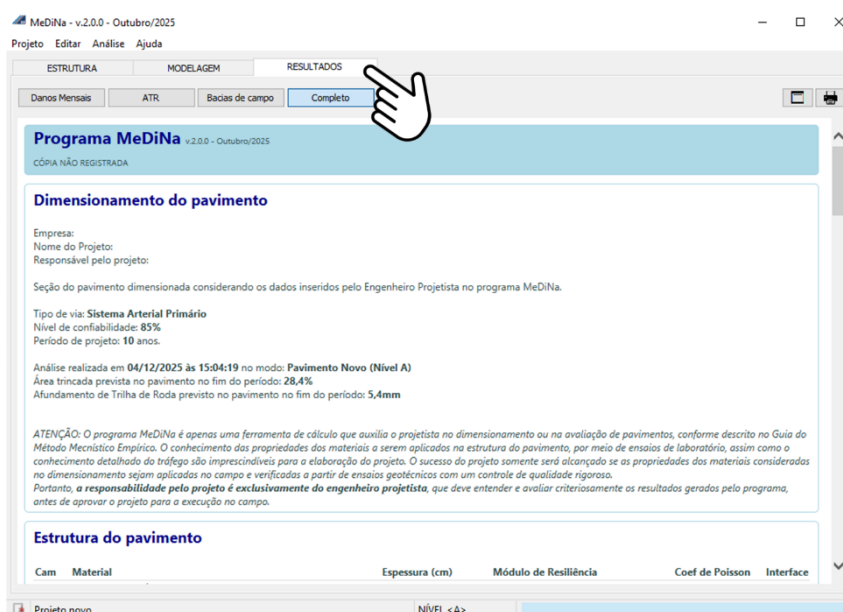 MeDiNa - v.2.0.0 - Outubro/2025
Projeto Editar Análise Ajuda
ESTRUTURA MODELAGEM RESULTADOS
Danos Mensais ATR Bacias de campo Completo
Programa MeDiNa v.2.0.0 - Outubro/2025
CÓPIA NÃO REGISTRADA
Dimensionamento do pavimento
Empresa:
Nome do Projeto:
Responsável pelo projeto:
Seção do pavimento dimensionada considerando os dados inseridos pelo Engenheiro Projetista no programa MeDiNa.
Tipo de via: Sistema Arterial Primário
Nível de confiabilidade: 85%
Período de projeto: 10 anos.
Análise realizada em 04/12/2025 às 15:04:19 no modo: Pavimento Novo (Nível A)
Área trincada prevista no pavimento no fim do período: 28,4%
Afundamento de Trilha de Roda previsto no pavimento no fim do período: 5,4mm
ATENÇÃO: O programa MeDiNa é apenas uma ferramenta de cálculo que auxilia o projetista no dimensionamento ou na avaliação de pavimentos, conforme descrito no Guia do
Método Mecnístico Empírico. O conhecimento das propriedades dos materiais a serem aplicados na estrutura do pavimento, por meio de ensaios de laboratório, assim como o
conhecimento detalhado do tráfego são imprescindíveis para a elaboração do projeto. O sucesso do projeto somente será alcançado se as propriedades dos materiais consideradas
no dimensionamento sejam aplicadas no campo e verificadas a partir de ensaios geotécnicos com um controle de qualidade rigoroso.
Portanto, a responsabilidade pelo projeto é exclusivamente do engenheiro projetista, que deve entender e avaliar criteriosamente os resultados gerados pelo programa,
antes de aprovar o projeto para a execução no campo.
Estrutura do pavimento
Cam Material Espessura (cm) Módulo de Resiliência Coef de Poisson Interface
Projeto novo NÍVEL <A>